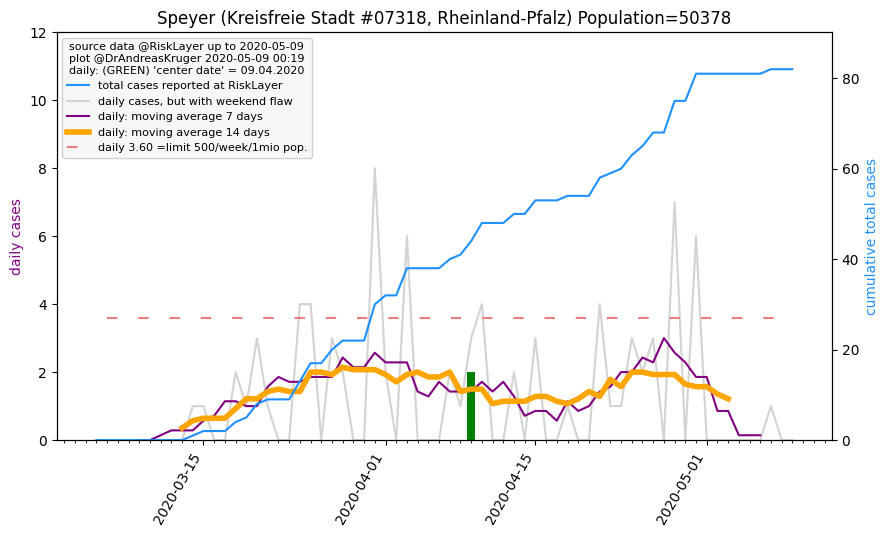 Speyer (Kreisfreie Stadt #07318, Rheinland-Pfalz) Population=50378
source data @RiskLayer up to 2020-05-09
plot @DrAndreasKruger 2020-05-09 00:19
daily: (GREEN) 'center date' = 09.04.2020
total cases reported at RiskLayer
daily cases, but with weekend flaw
daily: moving average 7 days
daily: moving average 14 days
daily 3.60 =limit 500/week/1mio pop.
daily cases
12
10
8
6
4
2
0
80
60
40
20
0
cumulative total cases
2020-03-15
2020-04-01
2020-04-15
2020-05-01